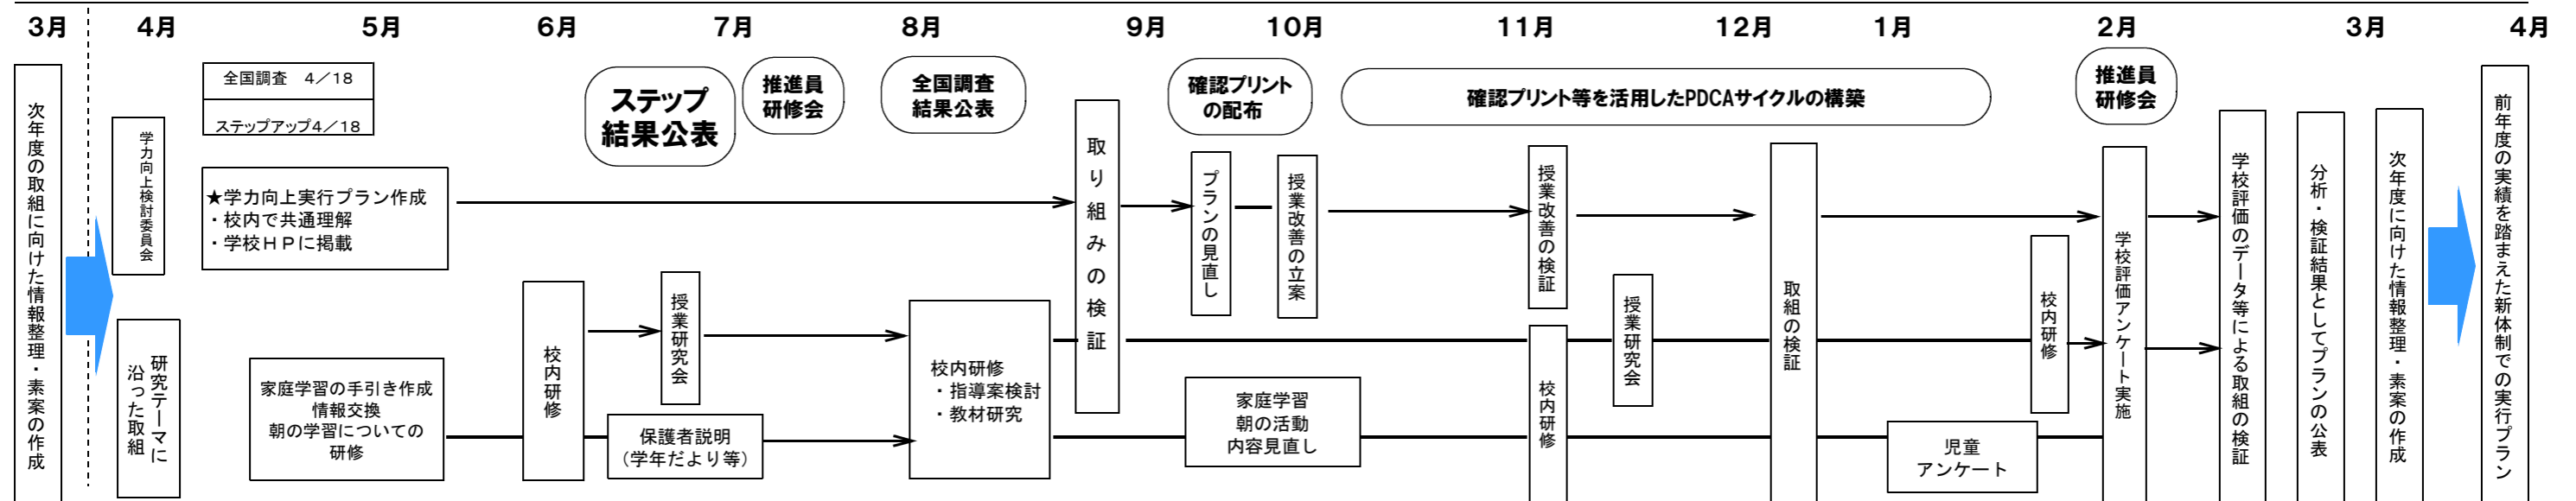 3月
4月
5月
6月
7月
8月
9月
10月
11月
12月
1月
2月
3月
4月
次年度の取組に向けた情報整理・素案の作成
学力向上検討委員会
研究テーマに
沿った取組
全国調査 4／18
ステップアップ4／18
★学力向上実行プラン作成
・校内で共通理解
・学校ＨＰに掲載
家庭学習の手引き作成
情報交換
朝の学習についての
研修
校内研修
ステップ
結果公表
授業研究会
保護者説明
（学年だより等）
推進員
研修会
全国調査
結果公表
校内研修
・指導案検討
・教材研究
取り組みの検証
確認プリント
の配布
プランの見直し
授業改善の立案
家庭学習
朝の活動
内容見直し
確認プリント等を活用したPDCAサイクルの構築
授業改善の検証
校内研修
授業研究会
取組の検証
児童
アンケート
校内研修
推進員
研修会
学校評価アンケート実施
学校評価のデータ等による取組の検証
分析・検証結果としてプランの公表
次年度に向けた情報整理・素案の作成
前年度の実績を踏まえた新体制での実行プラン